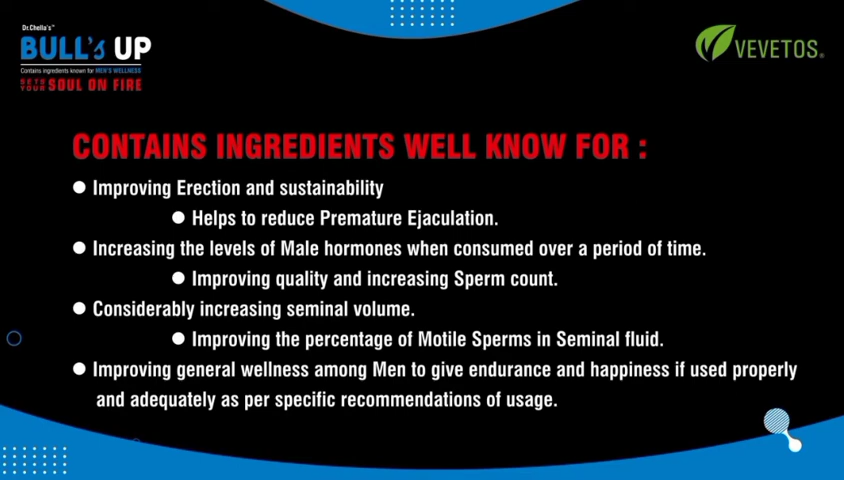 Dr.Chella's™
BULL's UP
Contains ingredients known for MEN'S WELLNESS
SETS YOUR SOUL ON FIRE
VEVETOS®
CONTAINS INGREDIENTS WELL KNOW FOR :
● Improving Erection and sustainability
● Helps to reduce Premature Ejaculation.
● Increasing the levels of Male hormones when consumed over a period of time.
● Improving quality and increasing Sperm count.
● Considerably increasing seminal volume.
● Improving the percentage of Motile Sperms in Seminal fluid.
● Improving general wellness among Men to give endurance and happiness if used properly
and adequately as per specific recommendations of usage.